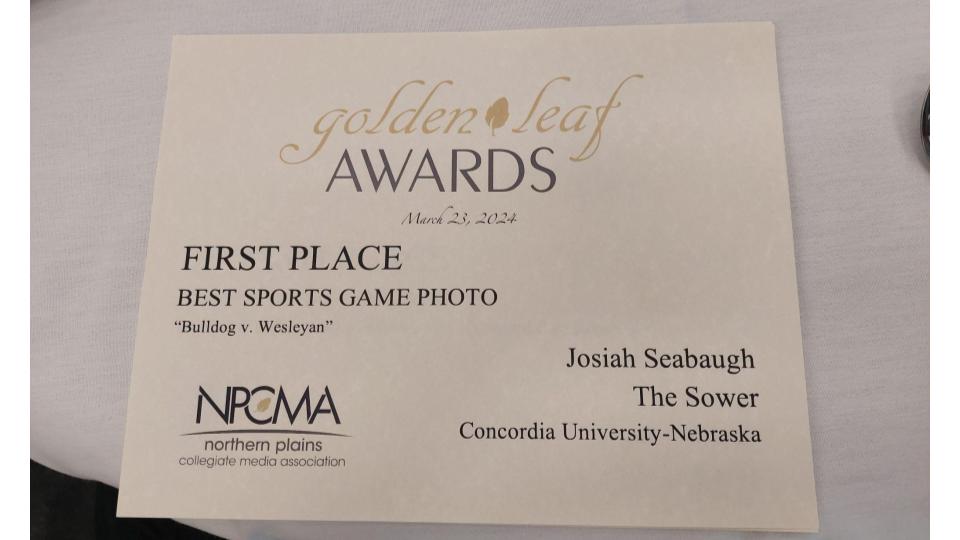 golden leaf
AWARDS
March 23, 2024
FIRST PLACE
BEST SPORTS GAME PHOTO
“Bulldog v. Wesleyan”
Josiah Seabaugh
The Sower
Concordia University-Nebraska
NPCMA
northern plains
collegiate media association